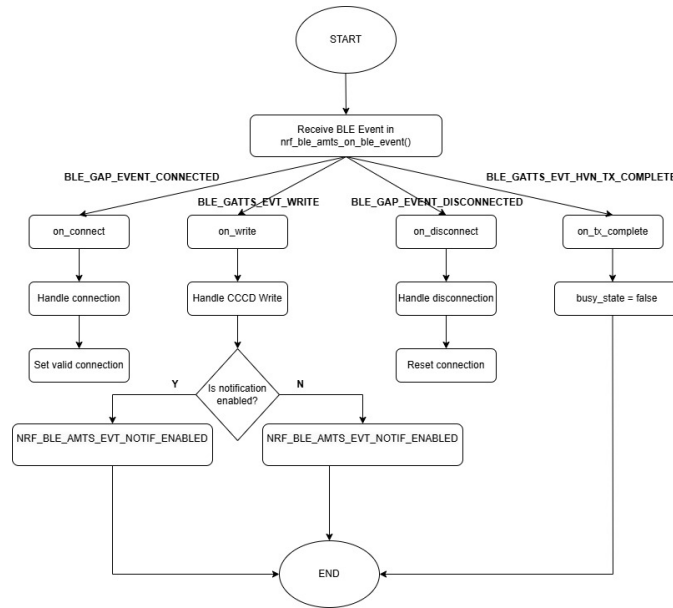 START
Receive BLE Event in
nrf_ble_amts_on_ble_event()
BLE_GAP_EVENT_CONNECTED
BLE_GATTS_EVT_HVN_TX_COMPLETE
BLE_GATTS_EVT_WRITE
BLE_GAP_EVENT_DISCONNECTED
on_connect
on_write
on_disconnect
on_tx_complete
Handle connection
Handle CCCD Write
Handle disconnection
busy_state = false
Set valid connection
Reset connection
Is notification
enabled?
Y
N
NRF_BLE_AMTS_EVT_NOTIF_ENABLED
NRF_BLE_AMTS_EVT_NOTIF_ENABLED
END